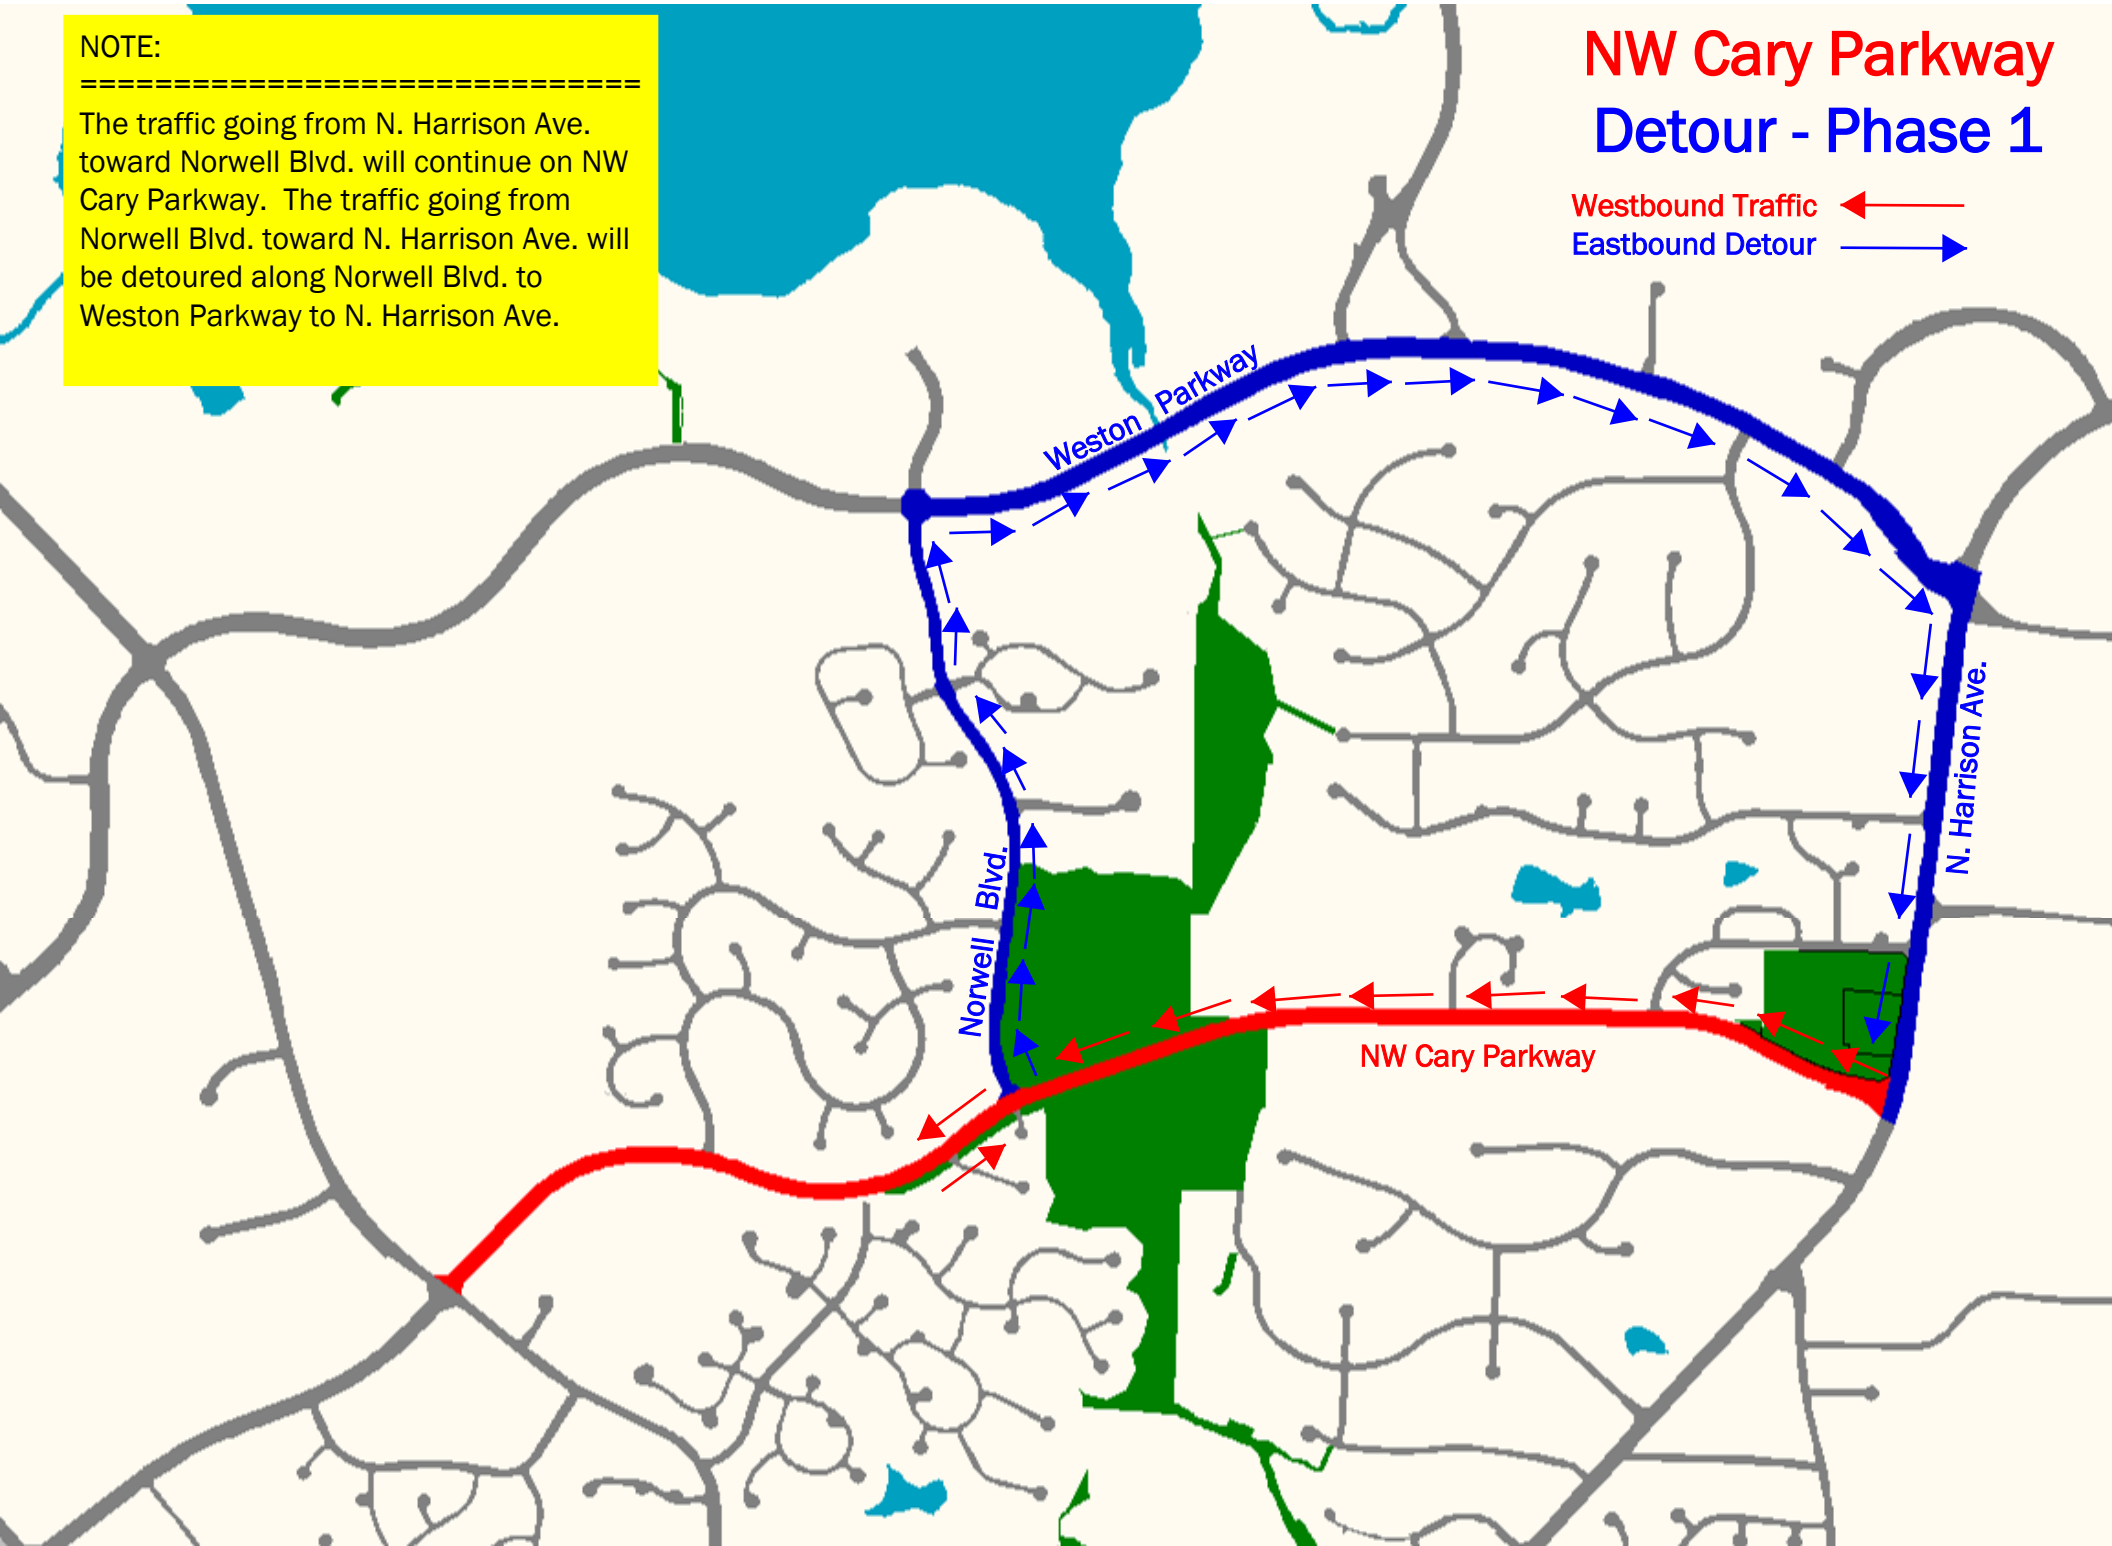 NOTE:
==============================
The traffic going from N. Harrison Ave.
toward Norwell Blvd. will continue on NW
Cary Parkway.  The traffic going from
Norwell Blvd. toward N. Harrison Ave. will
be detoured along Norwell Blvd. to
Weston Parkway to N. Harrison Ave.
NW Cary Parkway
Detour - Phase 1
Westbound Traffic
Eastbound Detour
Weston Parkway
N. Harrison Ave.
Norwell Blvd.
NW Cary Parkway